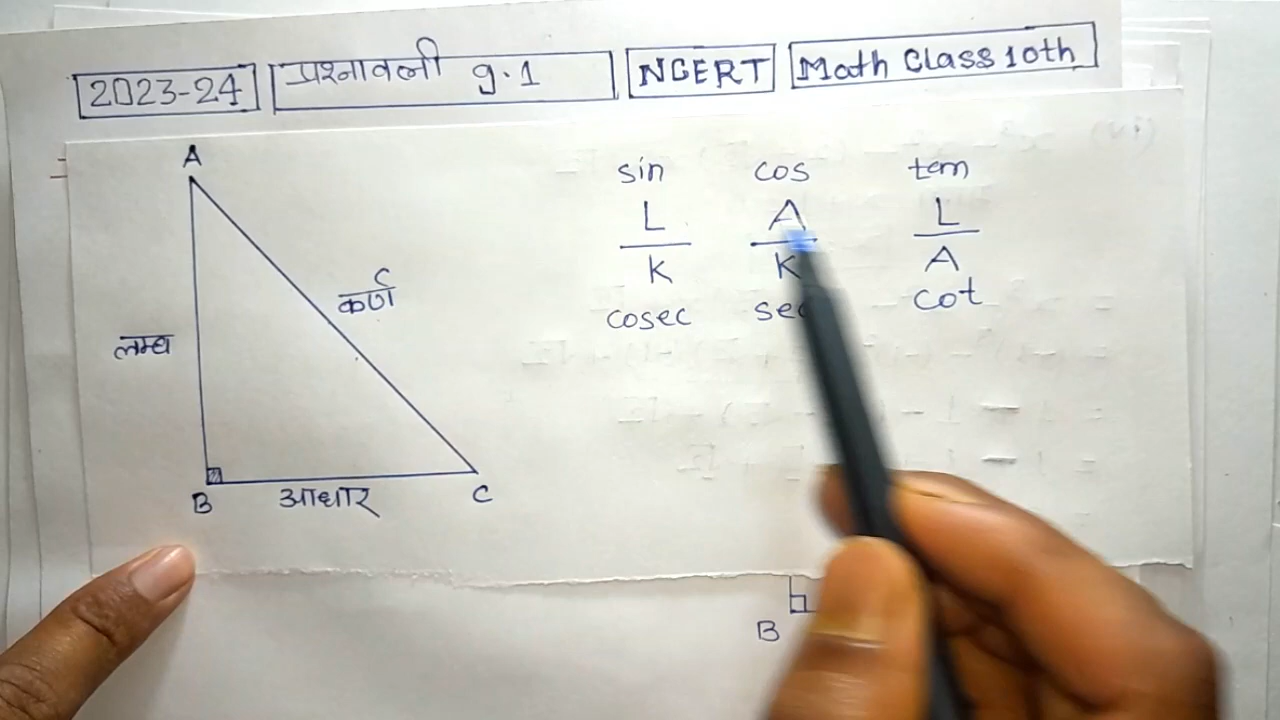 2023-24 प्रश्नावली 9.1 NCERT Math Class 10th
A
sin cos tan
L A L
K K A
cosec cot
कर्ण
लम्ब
B आधार C
B